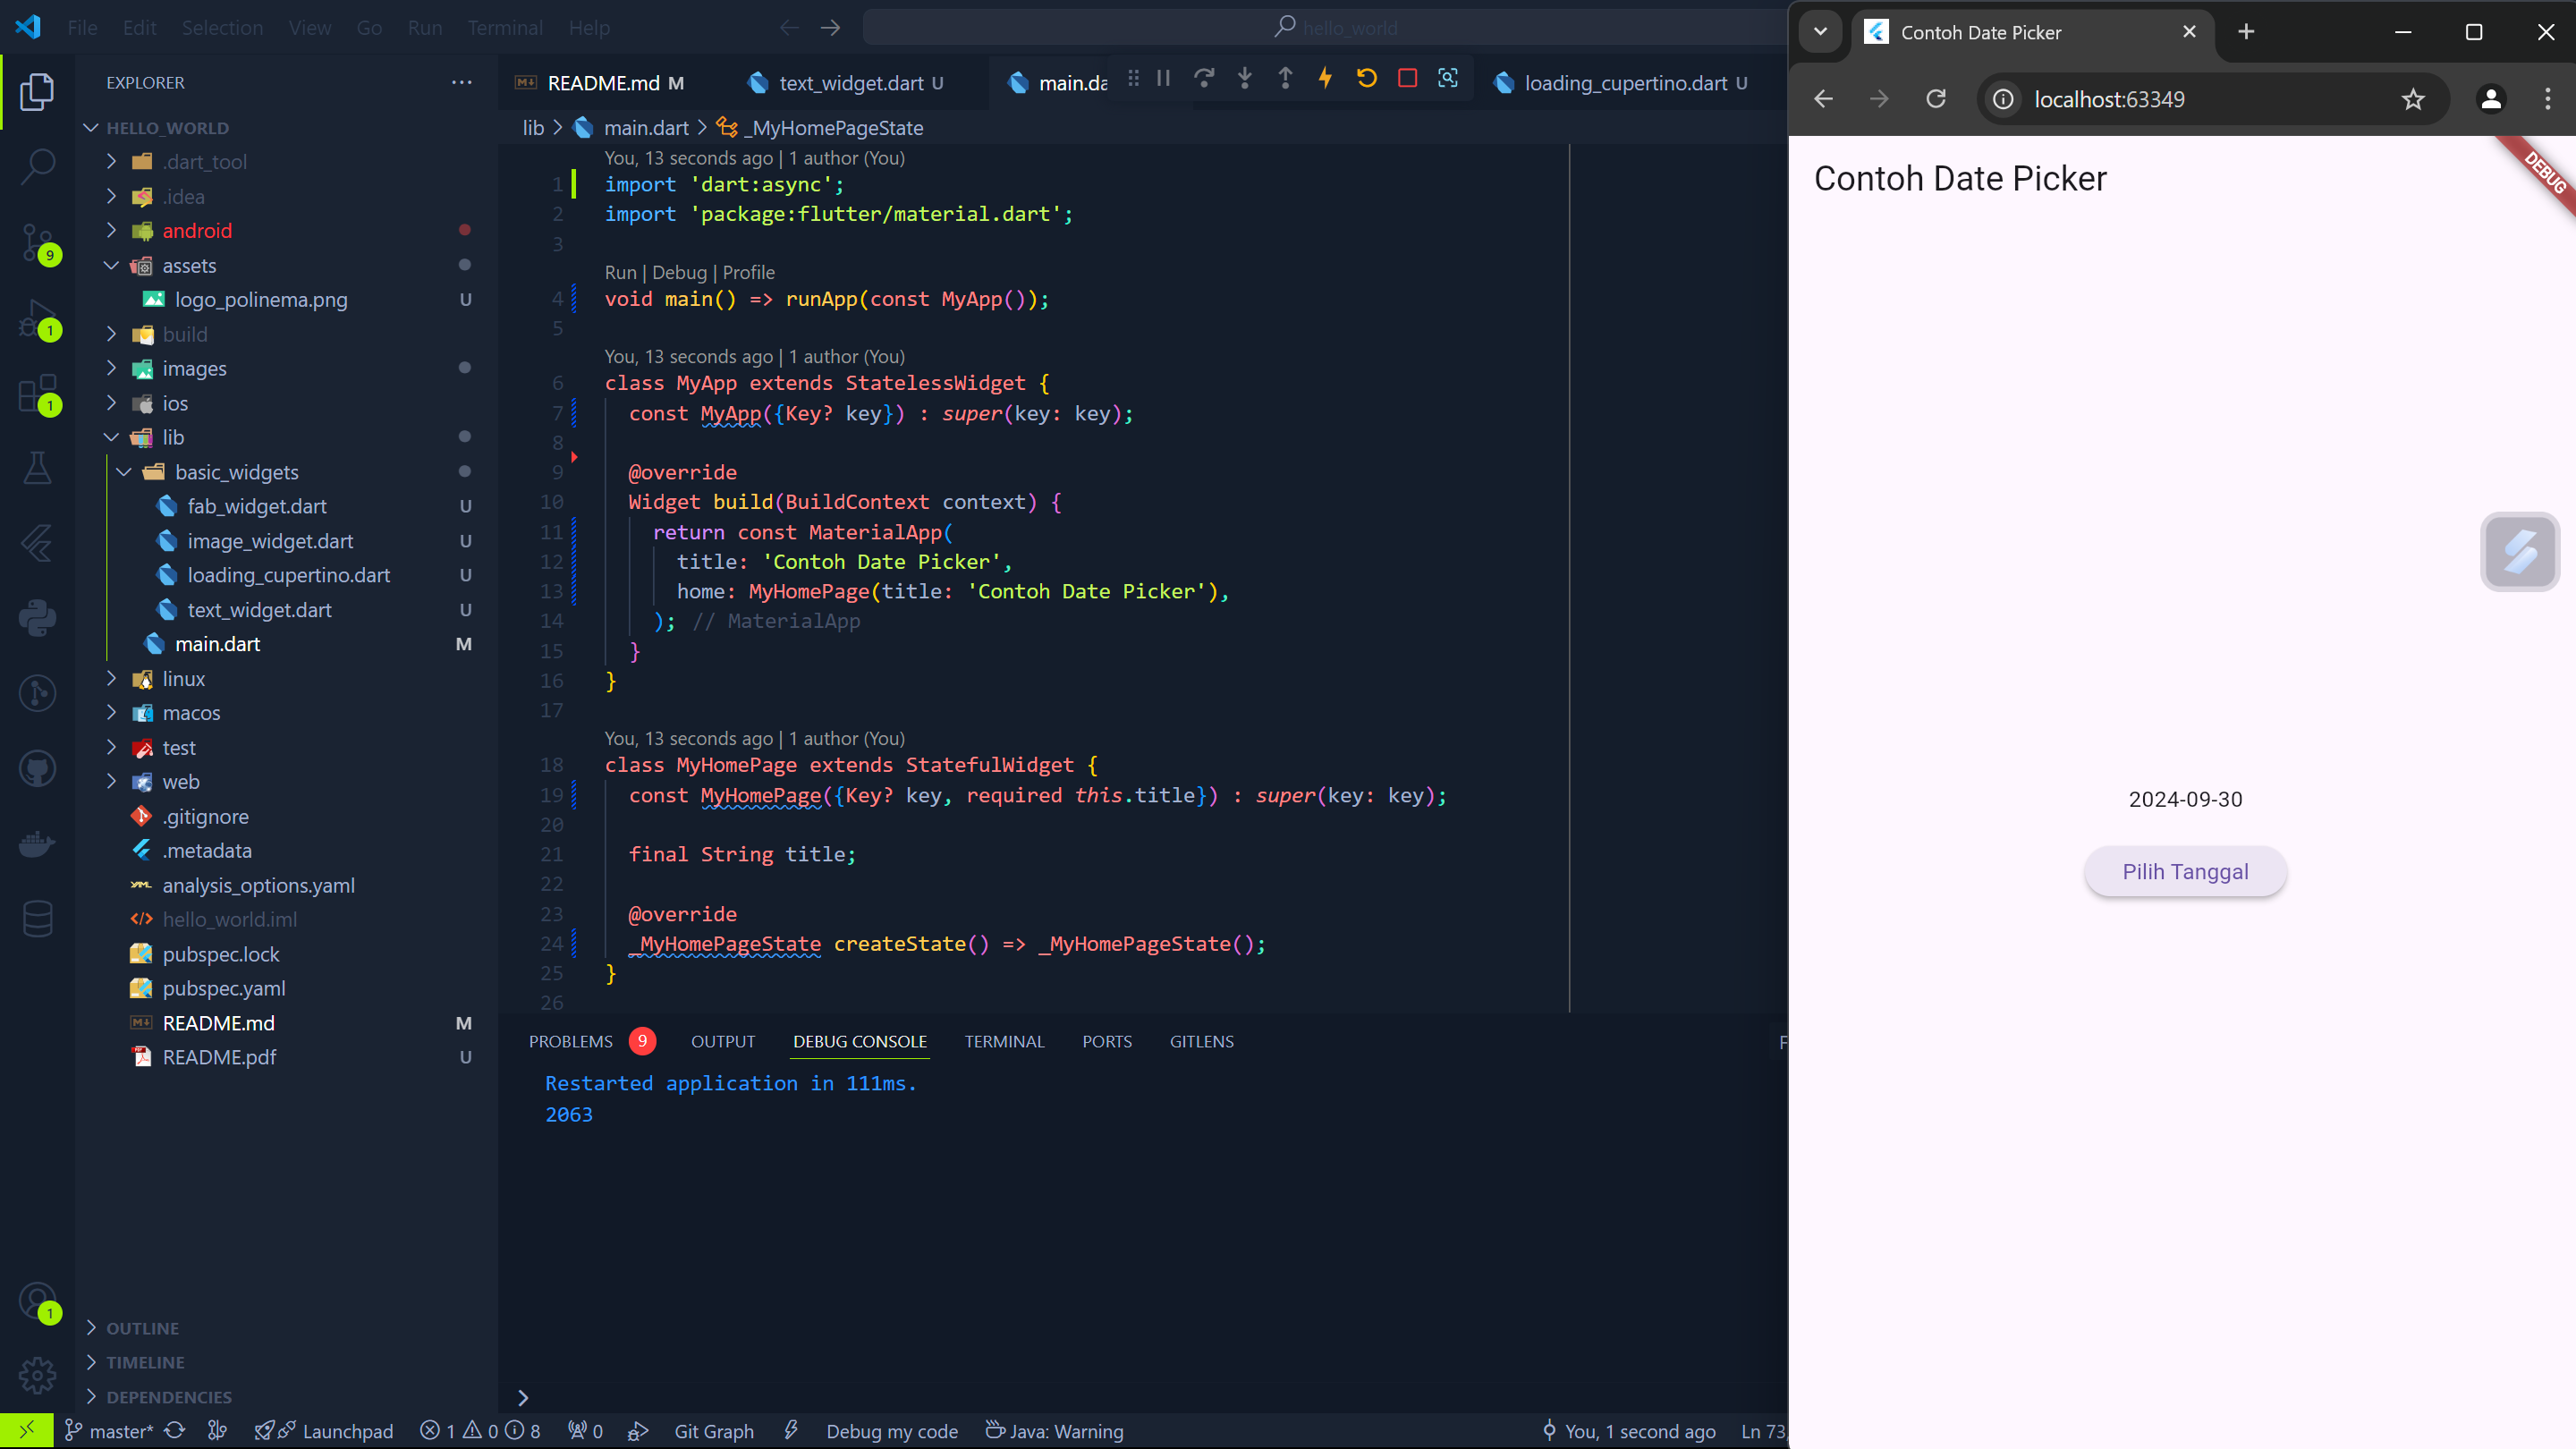 File Edit Selection View Go Run Terminal Help
hello_world
EXPLORER
HELLO_WORLD
.dart_tool
.idea
android
assets
logo_polinema.png U
build
images
ios
lib
basic_widgets
fab_widget.dart U
image_widget.dart U
loading_cupertino.dart U
text_widget.dart U
main.dart M
linux
macos
test
web
.gitignore
.metadata
analysis_options.yaml
hello_world.iml
pubspec.lock
pubspec.yaml
README.md M
README.pdf U
OUTLINE
TIMELINE
DEPENDENCIES
9
1
1
1
README.md M
text_widget.dart U
main.da
loading_cupertino.dart U
lib > main.dart > _MyHomePageState
You, 13 seconds ago | 1 author (You)
1 import 'dart:async';
2 import 'package:flutter/material.dart';
3
Run | Debug | Profile
4 void main() => runApp(const MyApp());
5
You, 13 seconds ago | 1 author (You)
6 class MyApp extends StatelessWidget {
7 const MyApp({Key? key}) : super(key: key);
8
9 @override
10 Widget build(BuildContext context) {
11 return const MaterialApp(
12 title: 'Contoh Date Picker',
13 home: MyHomePage(title: 'Contoh Date Picker'),
14 ); // MaterialApp
15 }
16 }
17
You, 13 seconds ago | 1 author (You)
18 class MyHomePage extends StatefulWidget {
19 const MyHomePage({Key? key, required this.title}) : super(key: key);
20
21 final String title;
22
23 @override
24 _MyHomePageState createState() => _MyHomePageState();
25 }
26
PROBLEMS 9 OUTPUT DEBUG CONSOLE TERMINAL PORTS GITLENS F
Restarted application in 111ms.
2063
>
master* Launchpad 1 0 8 0 Git Graph Debug my code Java: Warning You, 1 second ago Ln 73,
Contoh Date Picker
localhost:63349
Contoh Date Picker
DEBUG
2024-09-30
Pilih Tanggal